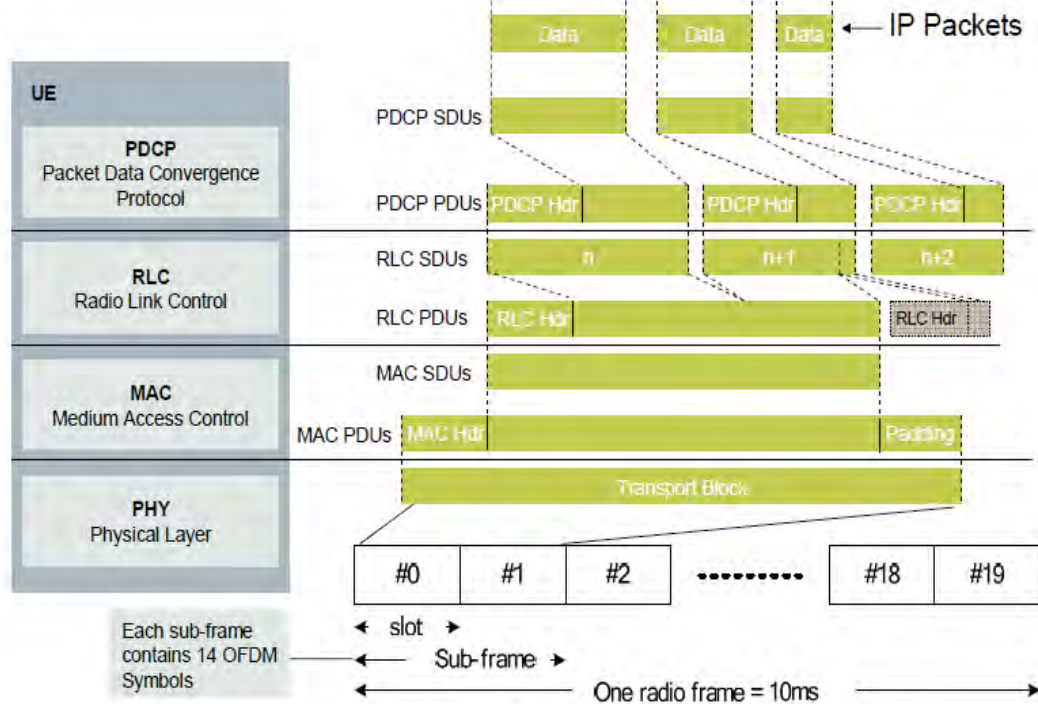 Data
Data
Data
IP Packets
UE
PDCP SDUs
PDCP
Packet Data Convergence
Protocol
PDCP PDUs
PDCP Hdr
PDCP Hdr
PDCP Hdr
RLC SDUs
n
n+1
n+2
RLC
Radio Link Control
RLC PDUs
RLC Hdr
RLC Hdr
MAC SDUs
MAC
Medium Access Control
MAC PDUs
MAC Hdr
Padding
Transport Block
PHY
Physical Layer
#0
#1
#2
#18
#19
slot
Each sub-frame
contains 14 OFDM
Symbols
Sub-frame
One radio frame = 10ms